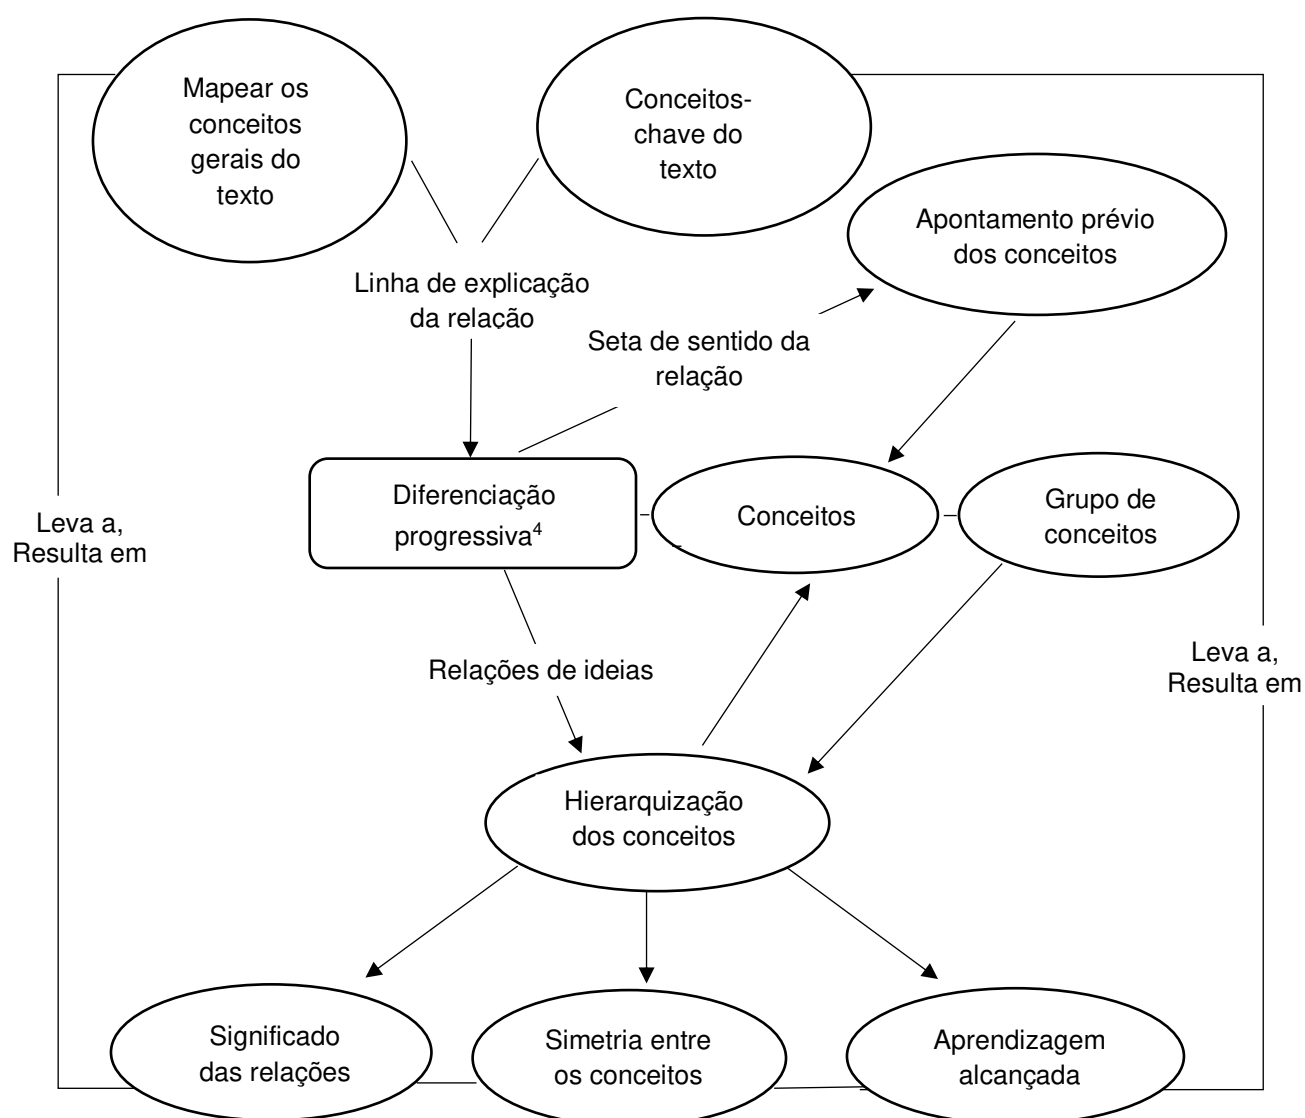 Mapear os
conceitos
gerais do
texto
Conceitos-
chave do
texto
Apontamento prévio
dos conceitos
Linha de explicação
da relação
Seta de sentido da
relação
Diferenciação
progressiva⁴
Conceitos
Grupo de
conceitos
Leva a,
Resulta em
Relações de ideias
Leva a,
Resulta em
Hierarquização
dos conceitos
Significado
das relações
Simetria entre
os conceitos
Aprendizagem
alcançada